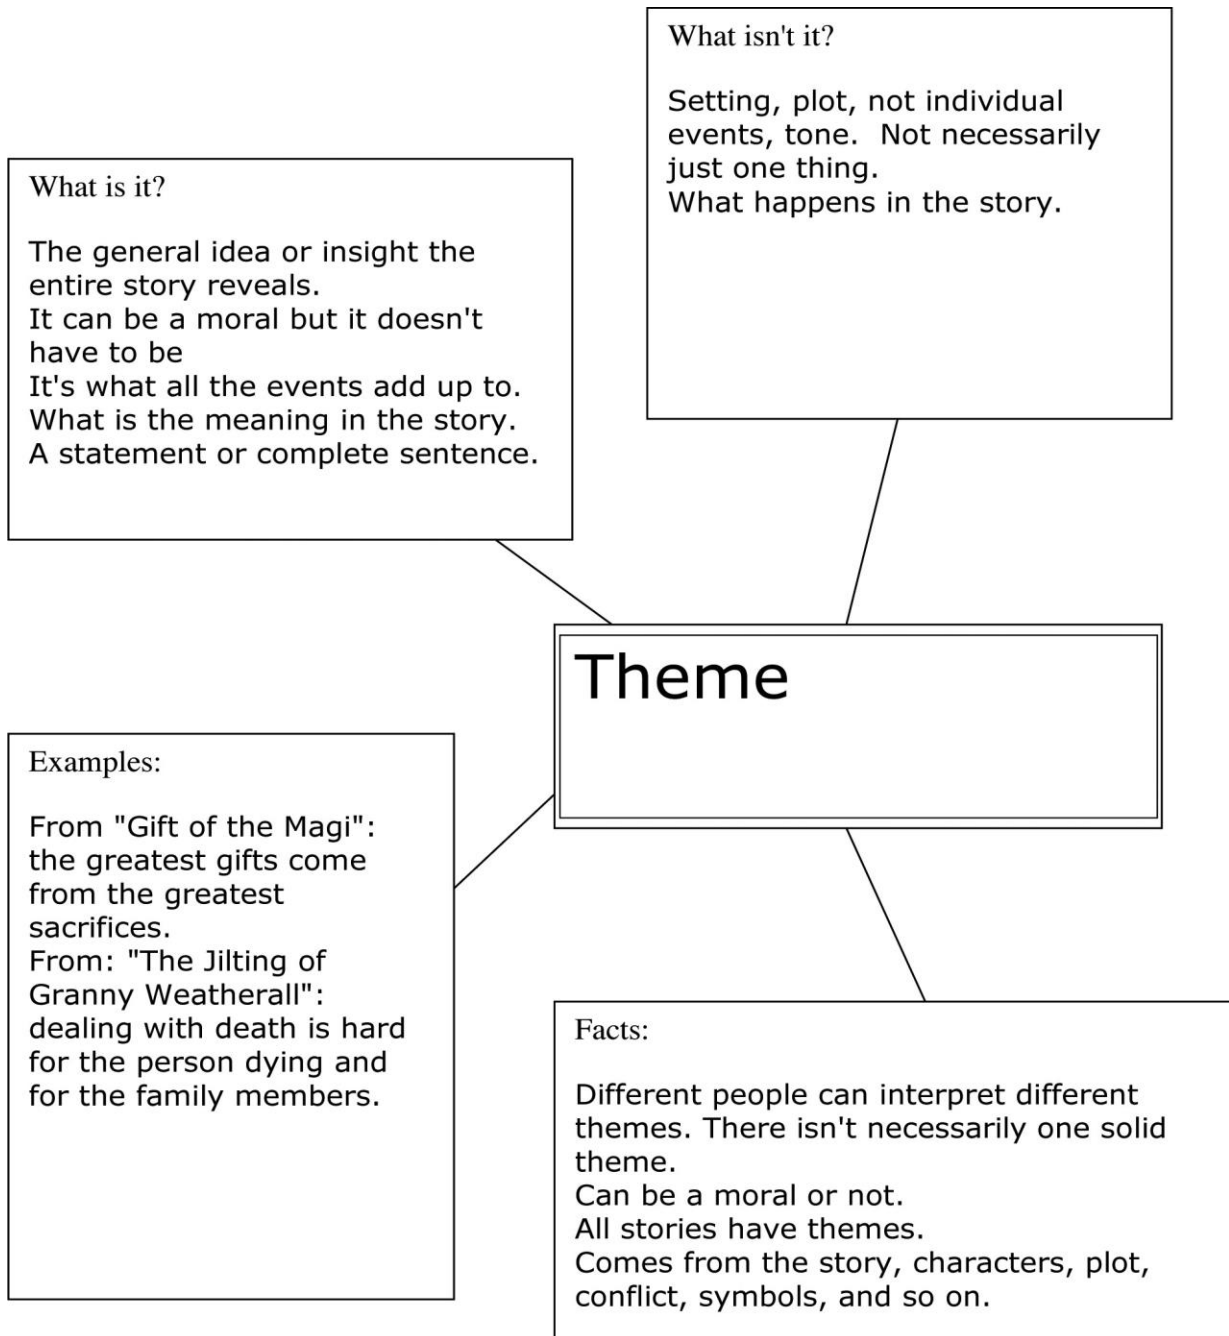 What is it?
The general idea or insight the
entire story reveals.
It can be a moral but it doesn't
have to be
It's what all the events add up to.
What is the meaning in the story.
A statement or complete sentence.
What isn't it?
Setting, plot, not individual
events, tone.  Not necessarily
just one thing.
What happens in the story.
Theme
Examples:
From "Gift of the Magi":
the greatest gifts come
from the greatest
sacrifices.
From: "The Jilting of
Granny Weatherall":
dealing with death is hard
for the person dying and
for the family members.
Facts:
Different people can interpret different
themes. There isn't necessarily one solid
theme.
Can be a moral or not.
All stories have themes.
Comes from the story, characters, plot,
conflict, symbols, and so on.